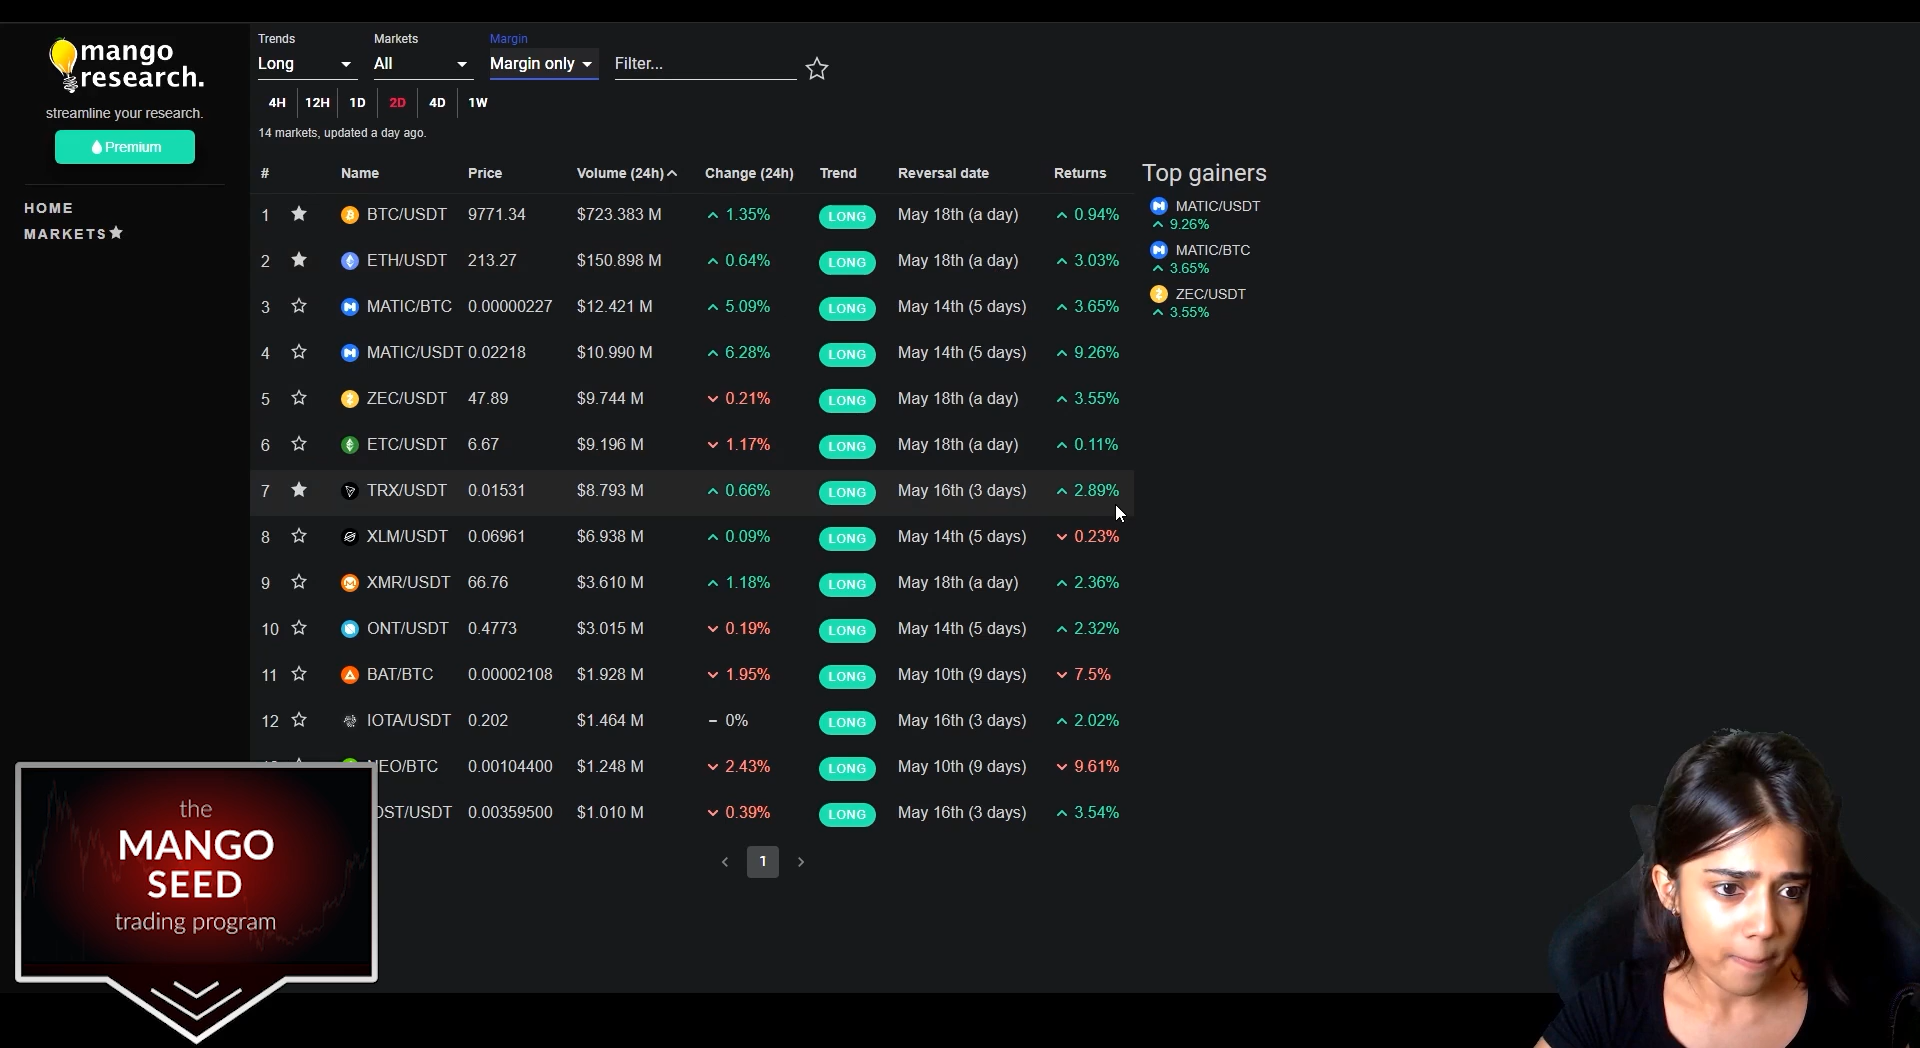 mango
research.
streamline your research.
Premium
HOME
MARKETS
Trends Markets Margin
Long All Margin only Filter...
4H 12H 1D 2D 4D 1W
14 markets, updated a day ago.
# Name Price Volume (24h) Change (24h) Trend Reversal date Returns
1 BTC/USDT 9771.34 $723.383 M 1.35% LONG May 18th (a day) 0.94%
2 ETH/USDT 213.27 $150.898 M 0.64% LONG May 18th (a day) 3.03%
3 MATIC/BTC 0.00000227 $12.421 M 5.09% LONG May 14th (5 days) 3.65%
4 MATIC/USDT 0.02218 $10.990 M 6.28% LONG May 14th (5 days) 9.26%
5 ZEC/USDT 47.89 $9.744 M 0.21% LONG May 18th (a day) 3.55%
6 ETC/USDT 6.67 $9.196 M 1.17% LONG May 18th (a day) 0.11%
7 TRX/USDT 0.01531 $8.793 M 0.66% LONG May 16th (3 days) 2.89%
8 XLM/USDT 0.06961 $6.938 M 0.09% LONG May 14th (5 days) 0.23%
9 XMR/USDT 66.76 $3.610 M 1.18% LONG May 18th (a day) 2.36%
10 ONT/USDT 0.4773 $3.015 M 0.19% LONG May 14th (5 days) 2.32%
11 BAT/BTC 0.00002108 $1.928 M 1.95% LONG May 10th (9 days) 7.5%
12 IOTA/USDT 0.202 $1.464 M – 0% LONG May 16th (3 days) 2.02%
NEO/BTC 0.00104400 $1.248 M 2.43% LONG May 10th (9 days) 9.61%
OST/USDT 0.00359500 $1.010 M 0.39% LONG May 16th (3 days) 3.54%
1
Top gainers
MATIC/USDT
9.26%
MATIC/BTC
3.65%
ZEC/USDT
3.55%
the
MANGO
SEED
trading program